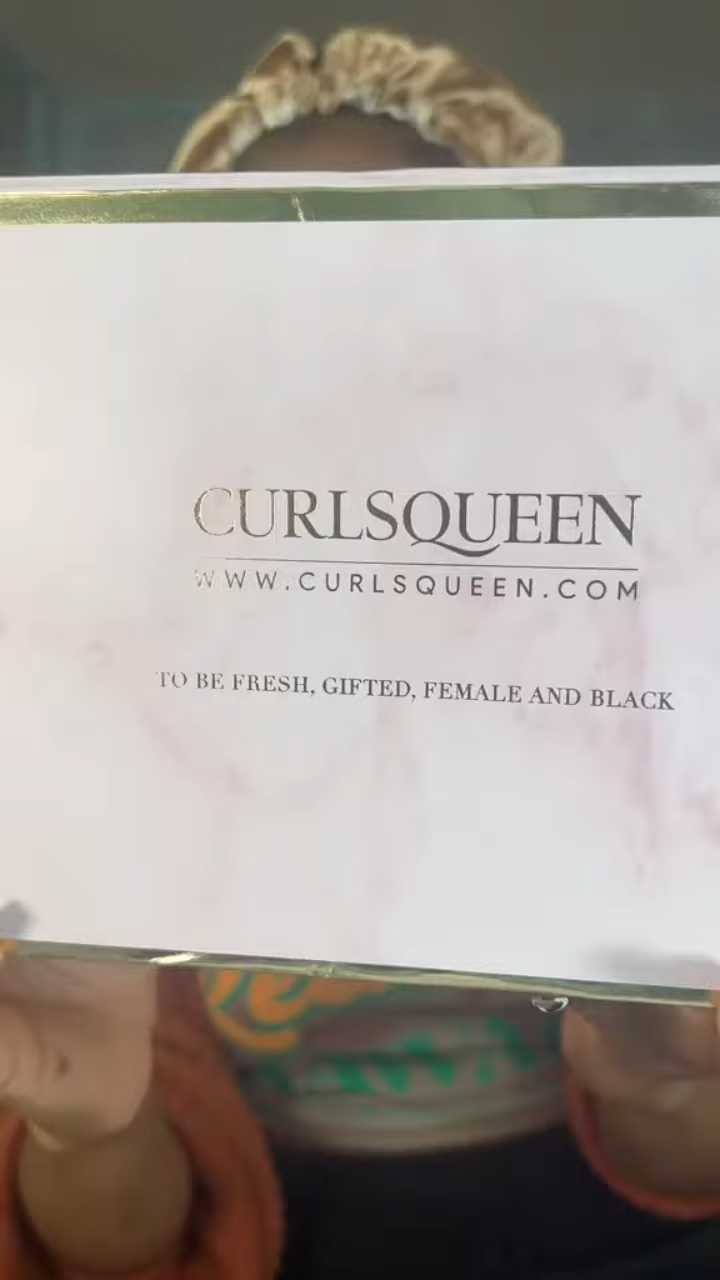 CURLSQUEEN
WWW.CURLSQUEEN.COM
TO BE FRESH, GIFTED, FEMALE AND BLACK